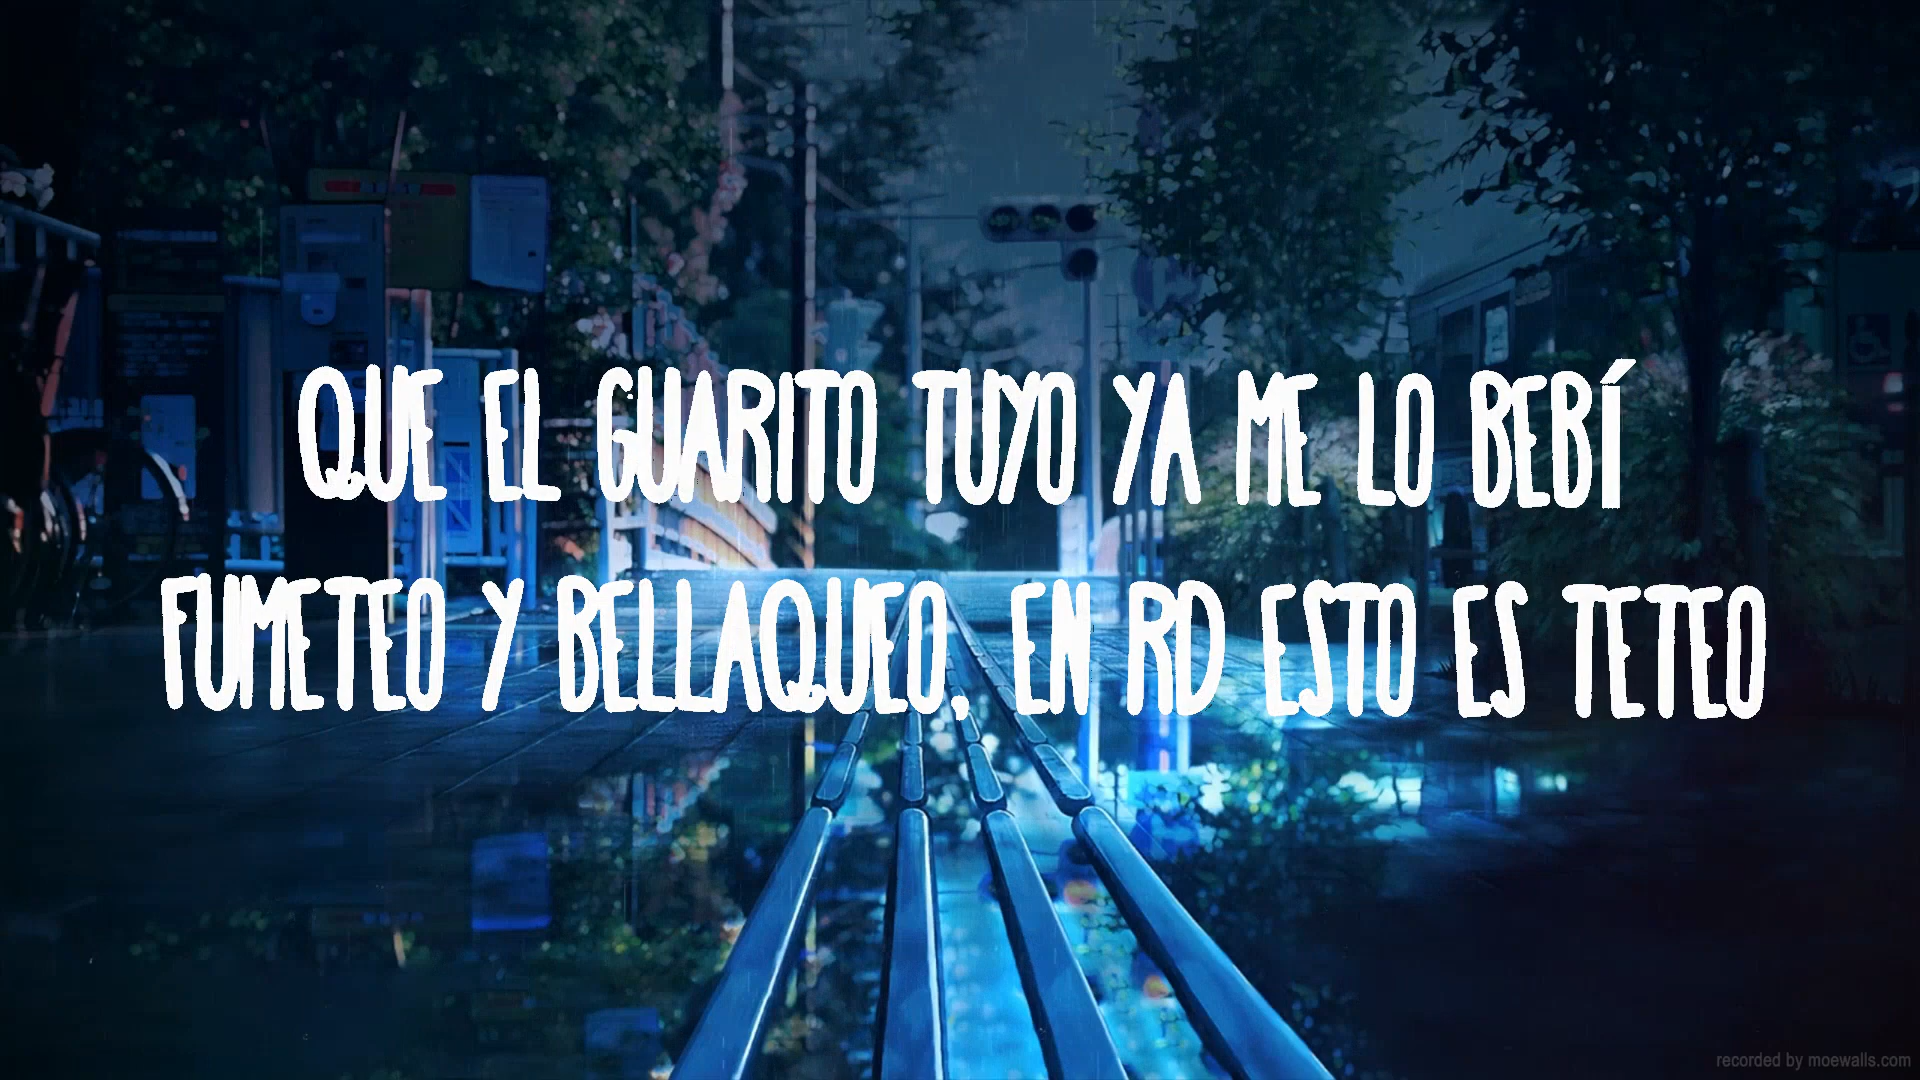 QUE EL GUARITO TUYO YA ME LO BEBÍ
FUMETEO Y BELLAQUEO, EN RD ESTO ES TETEO
recorded by moewalls.com